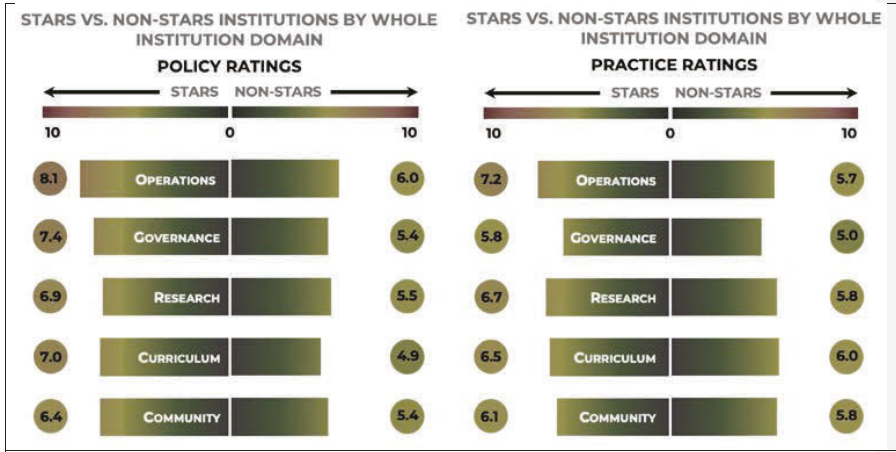 STARS VS. NON-STARS INSTITUTIONS BY WHOLE
INSTITUTION DOMAIN
POLICY RATINGS
STARS NON-STARS
10 0 10
8.1 OPERATIONS 6.0
7.4 GOVERNANCE 5.4
6.9 RESEARCH 5.5
7.0 CURRICULUM 4.9
6.4 COMMUNITY 5.4
STARS VS. NON-STARS INSTITUTIONS BY WHOLE
INSTITUTION DOMAIN
PRACTICE RATINGS
STARS NON-STARS
10 0 10
7.2 OPERATIONS 5.7
5.8 GOVERNANCE 5.0
6.7 RESEARCH 5.8
6.5 CURRICULUM 6.0
6.1 COMMUNITY 5.8